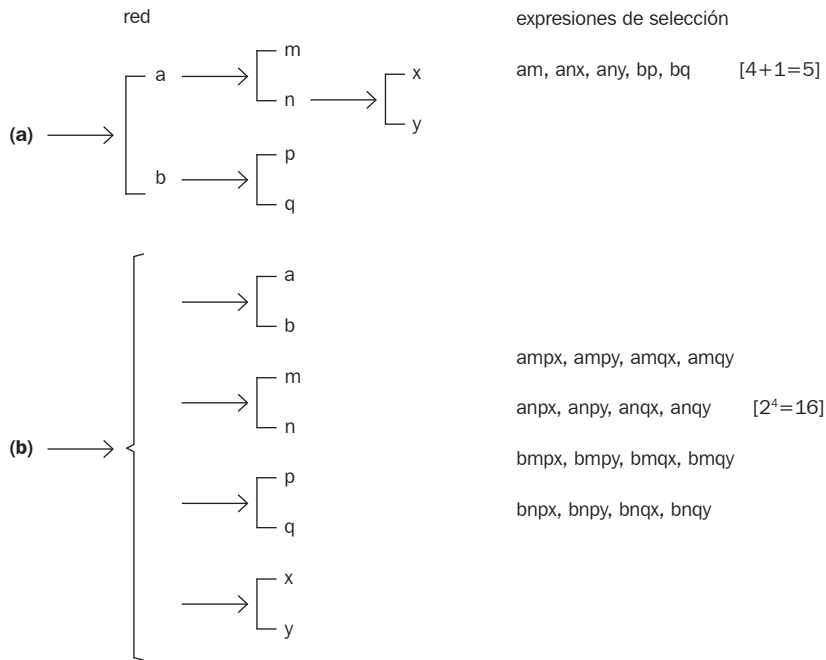 red expresiones de selección
m
a x am, anx, any, bp, bq [4+1=5]
n
y
(a)
p
b
q
a
b
ampx, ampy, amqx, amqy
m
anpx, anpy, anqx, anqy [2⁴=16]
n
(b)
bmpx, bmpy, bmqx, bmqy
p
bnpx, bnpy, bnqx, bnqy
q
x
y